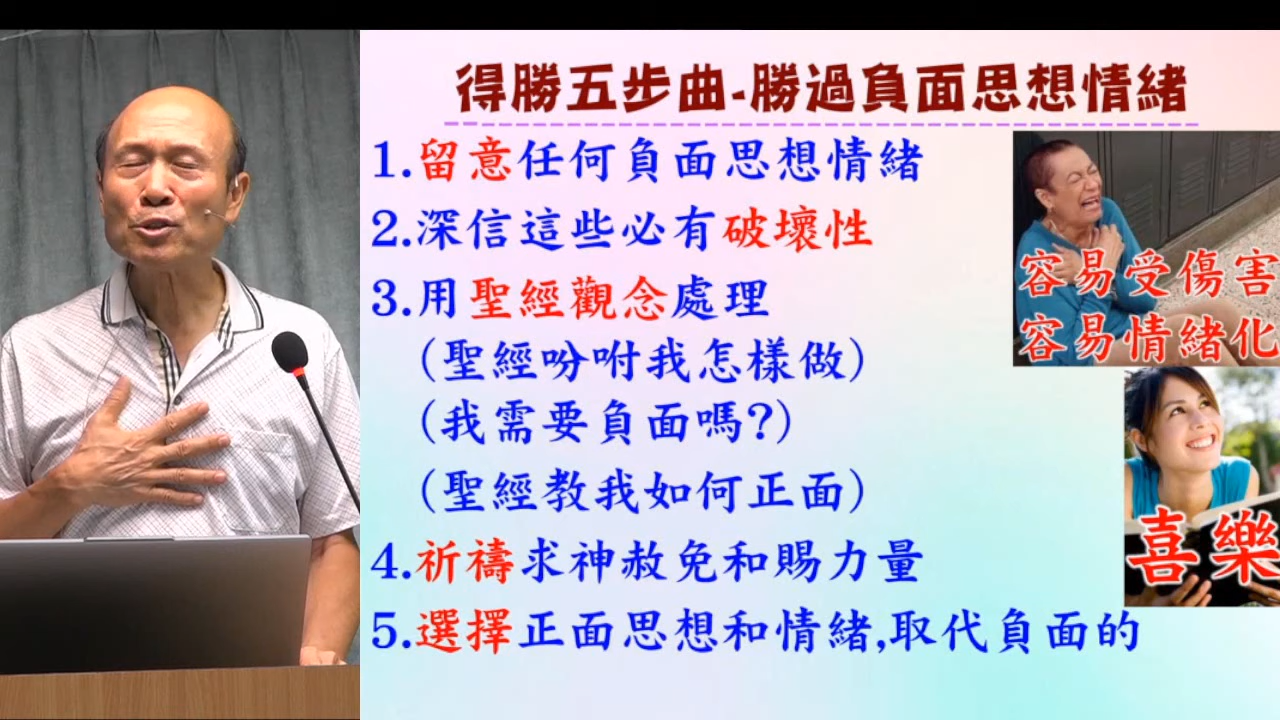 得勝五步曲-勝過負面思想情緒
1.留意任何負面思想情緒
2.深信這些必有破壞性
3.用聖經觀念處理
(聖經吩咐我怎樣做)
(我需要負面嗎?)
(聖經教我如何正面)
4.祈禱求神赦免和賜力量
5.選擇正面思想和情緒,取代負面的
容易受傷害
容易情緒化
喜樂